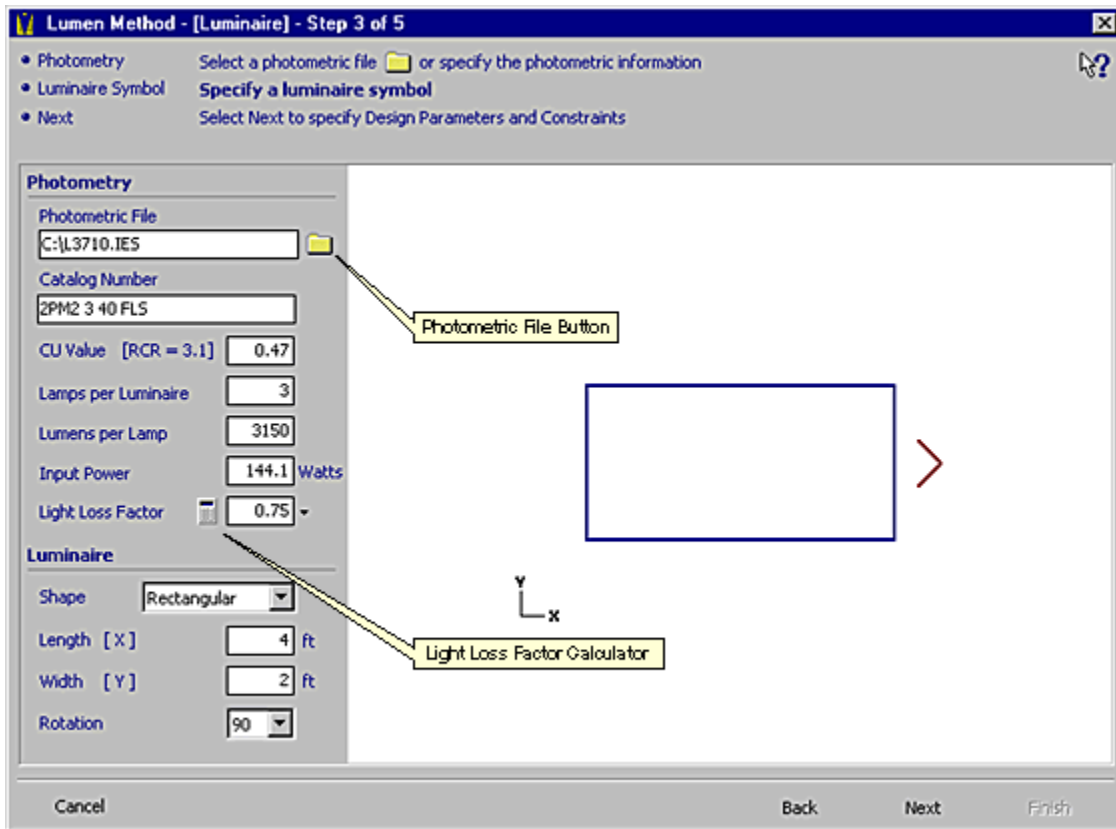 Lumen Method - [Luminaire] - Step 3 of 5
• Photometry Select a photometric file or specify the photometric information
• Luminaire Symbol Specify a luminaire symbol
• Next Select Next to specify Design Parameters and Constraints
Photometry
Photometric File
C:\L3710.IES
Catalog Number
2PM2 3 40 FLS
Photometric File Button
CU Value [RCR = 3.1] 0.47
Lamps per Luminaire 3
Lumens per Lamp 3150
Input Power 144.1 Watts
Light Loss Factor 0.75
Luminaire
Shape Rectangular
Y
X
Length [X] 4 ft
Light Loss Factor Calculator
Width [Y] 2 ft
Rotation 90
Cancel Back Next Finish